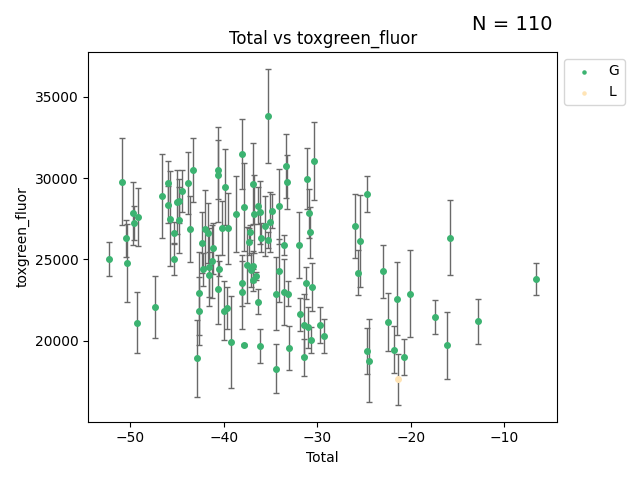 N = 110
Total vs toxgreen_fluor
G
L
35000
30000
25000
20000
toxgreen_fluor
−50 −40 −30 −20 −10
Total